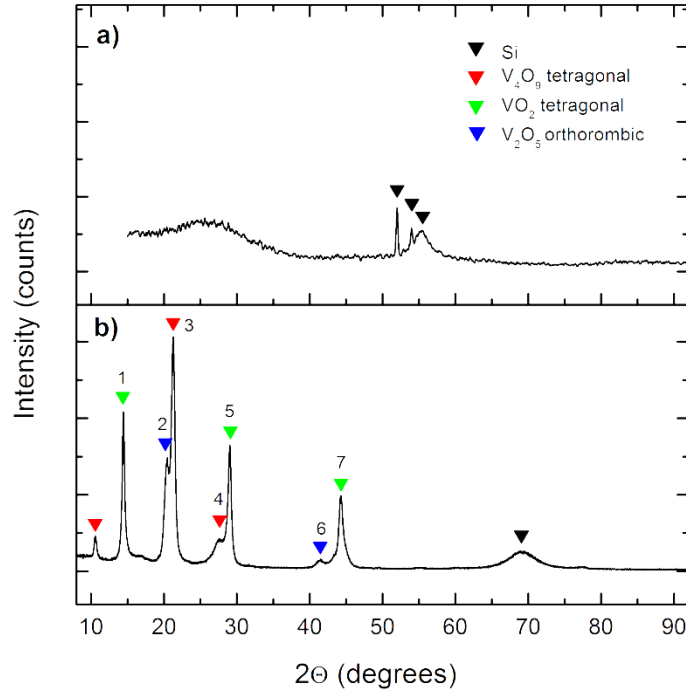 a)
Si
V₄O₉ tetragonal
VO₂ tetragonal
V₂O₅ orthorombic
Intensity (counts)
b)
1
2
3
4
5
6
7
10 20 30 40 50 60 70 80 90
2Θ (degrees)